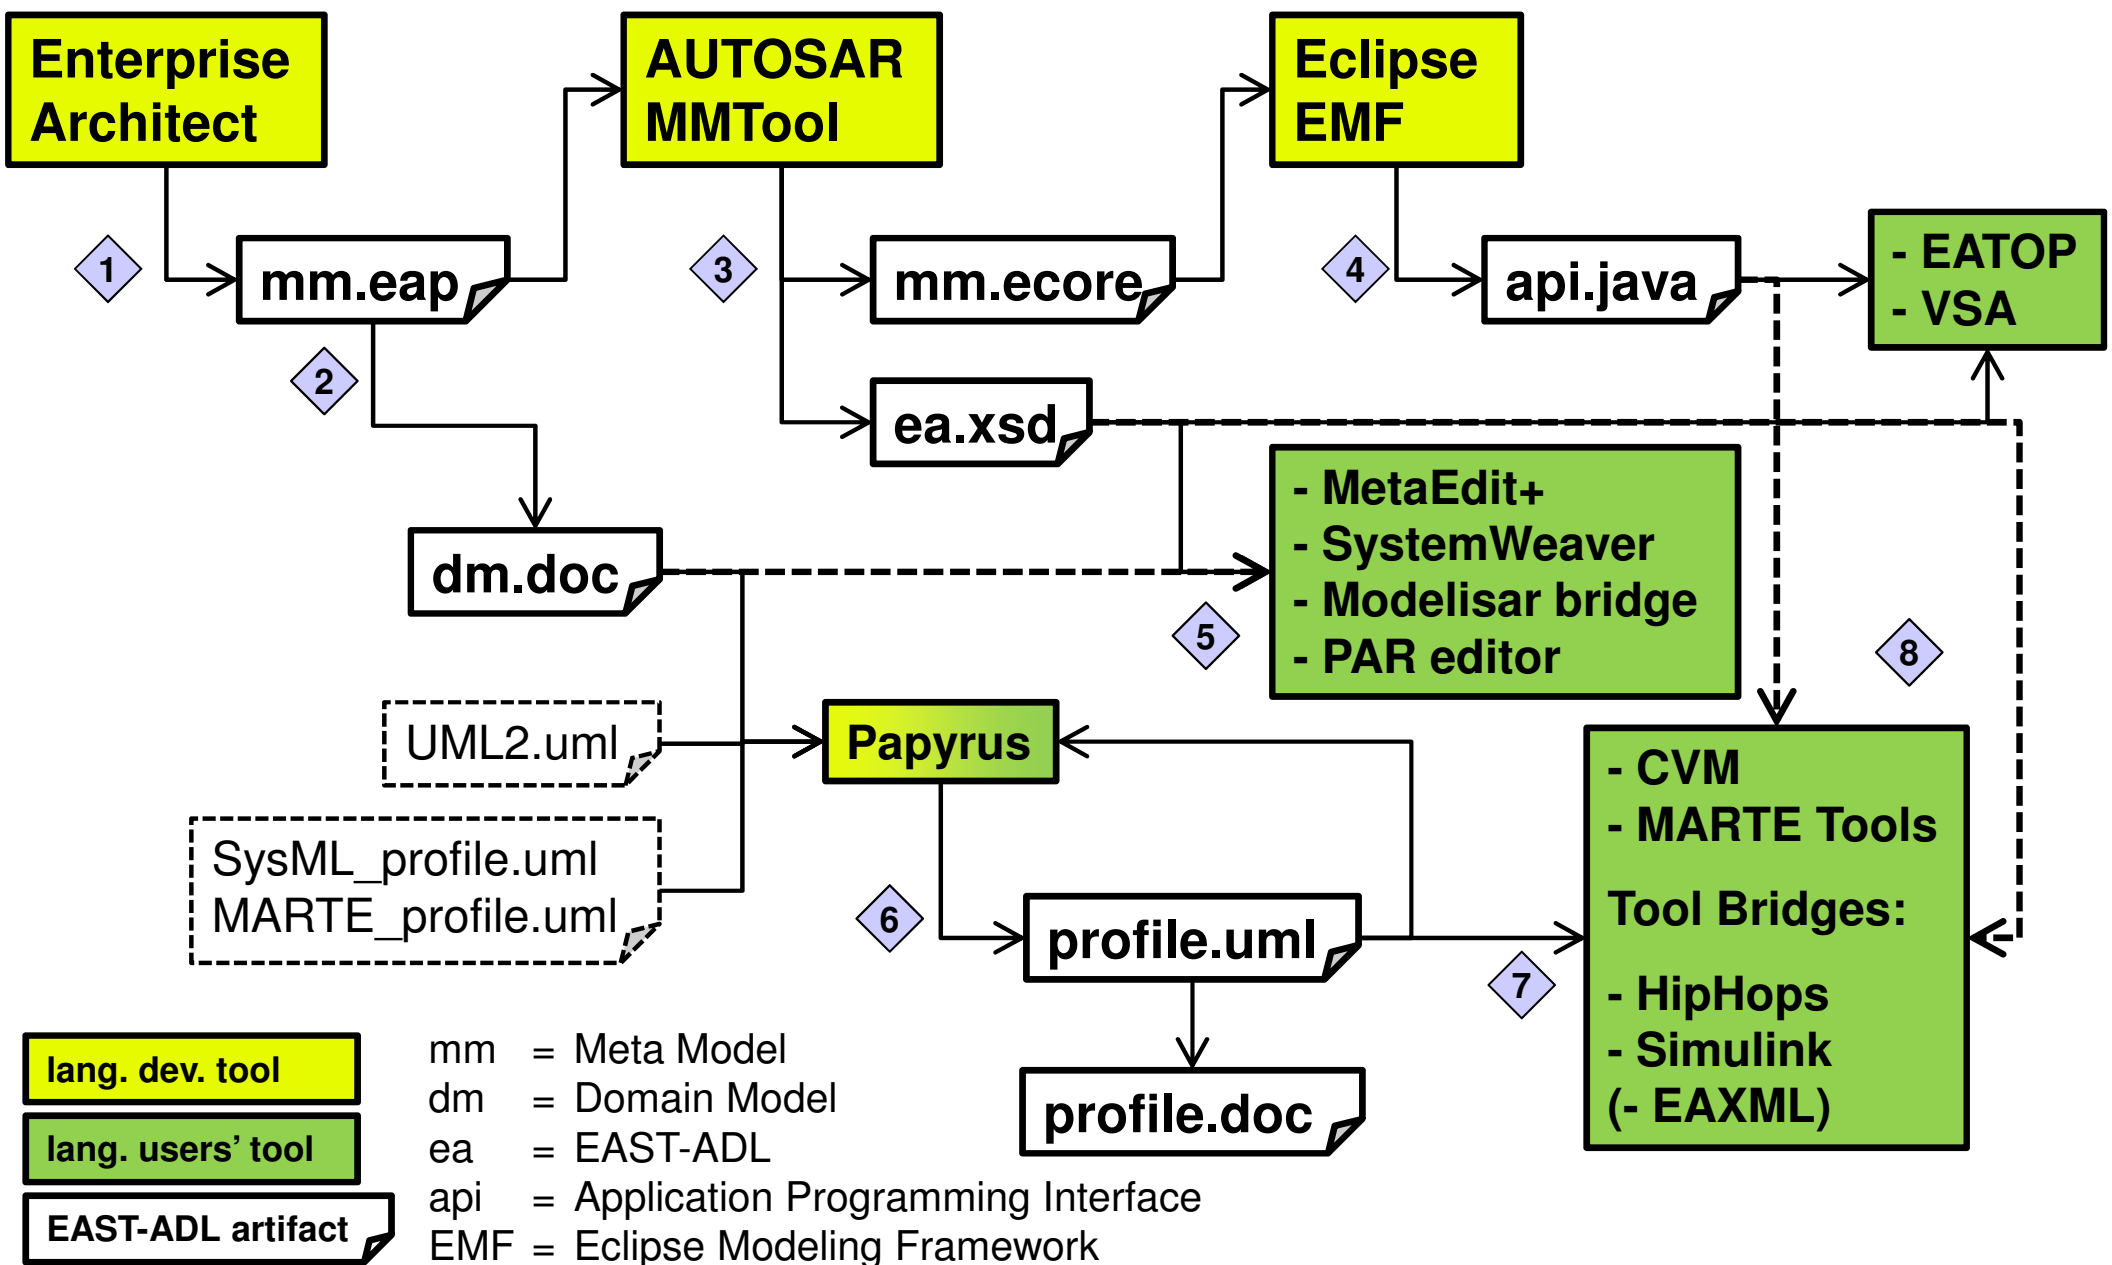 Enterprise
Architect
AUTOSAR
MMTool
Eclipse
EMF
1
mm.eap
3
mm.ecore
4
api.java
- EATOP
- VSA
2
ea.xsd
dm.doc
- MetaEdit+
- SystemWeaver
- Modelisar bridge
- PAR editor
5
8
UML2.uml
Papyrus
SysML_profile.uml
MARTE_profile.uml
6
profile.uml
7
profile.doc
- CVM
- MARTE Tools
Tool Bridges:
- HipHops
- Simulink
(- EAXML)
lang. dev. tool
lang. users’ tool
EAST-ADL artifact
mm = Meta Model
dm = Domain Model
ea = EAST-ADL
api = Application Programming Interface
EMF = Eclipse Modeling Framework